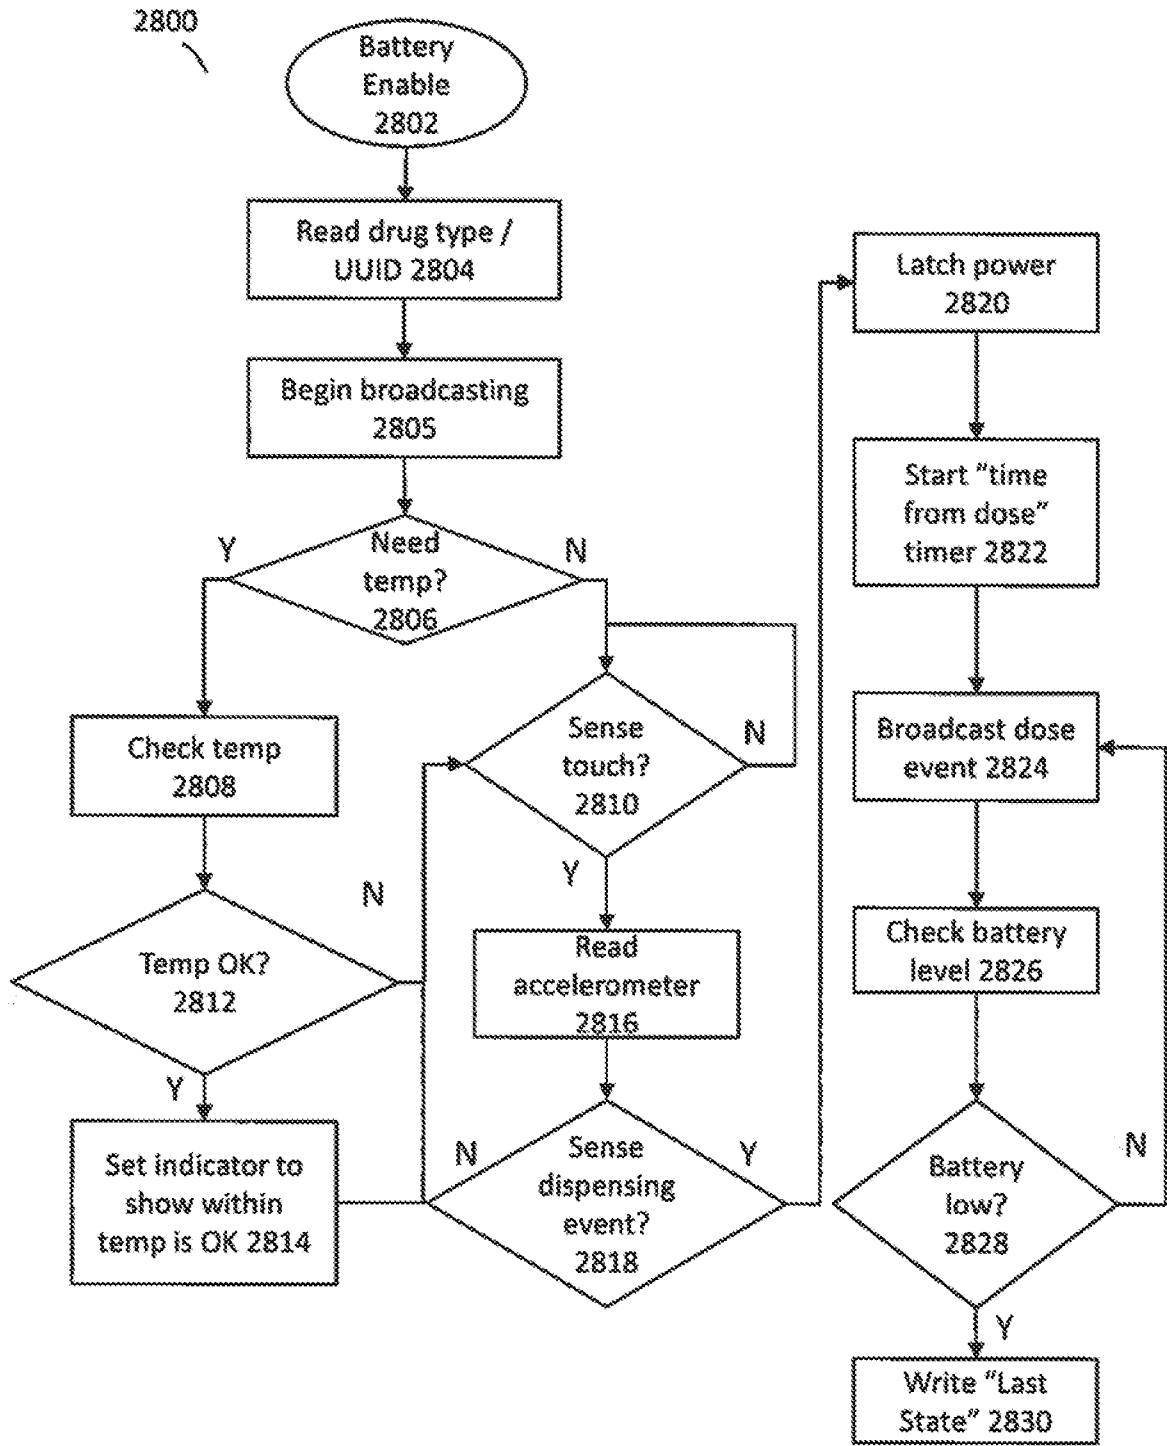 2800
Battery
Enable
2802
Read drug type /
UUID 2804
Begin broadcasting
2805
Need
temp?
2806
Y
N
Check temp
2808
Temp OK?
2812
N
Y
Set indicator to
show within
temp is OK 2814
Sense
touch?
2810
N
Y
Read
accelerometer
2816
Sense
dispensing
event?
2818
N
Y
Latch power
2820
Start “time
from dose”
timer 2822
Broadcast dose
event 2824
Check battery
level 2826
Battery
low?
2828
N
Y
Write “Last
State” 2830